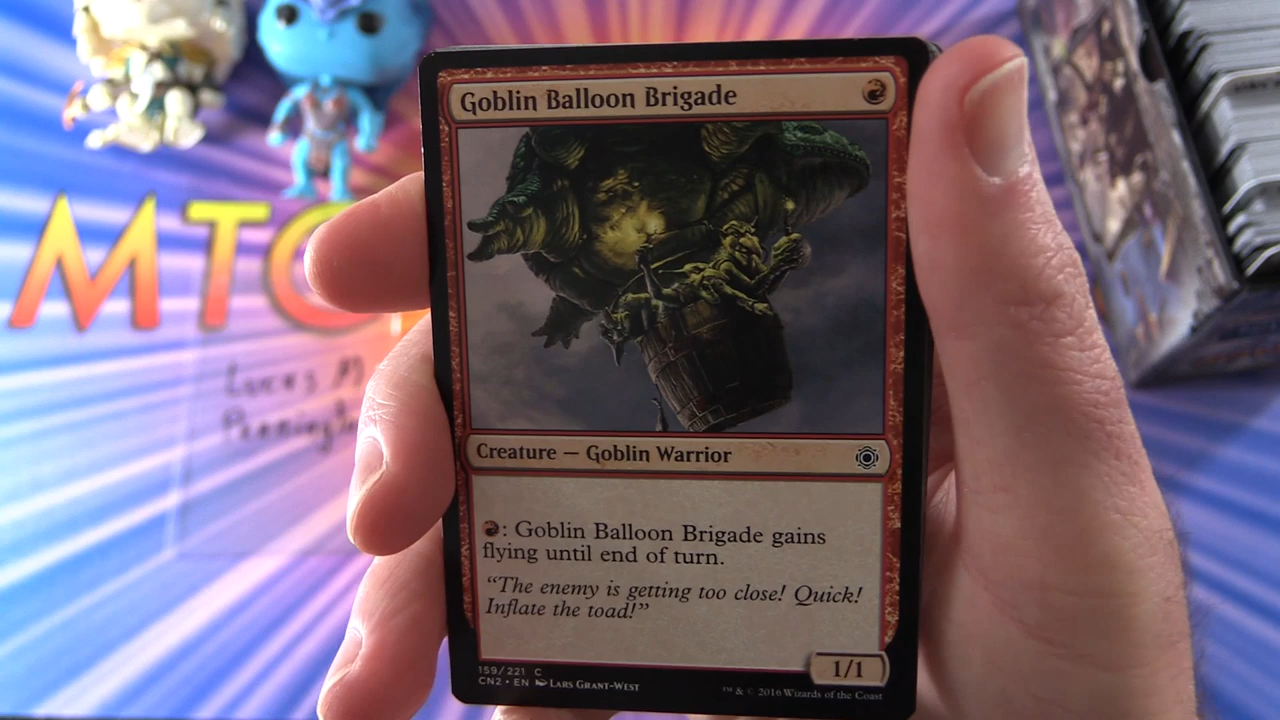 Goblin Balloon Brigade
MTG
Lucas M
Creature — Goblin Warrior
: Goblin Balloon Brigade gains
flying until end of turn.
“The enemy is getting too close! Quick!
Inflate the toad!”
1/1
159/221 C
CN2 • EN Lars Grant-West
™ & © 2016 Wizards of the Coast